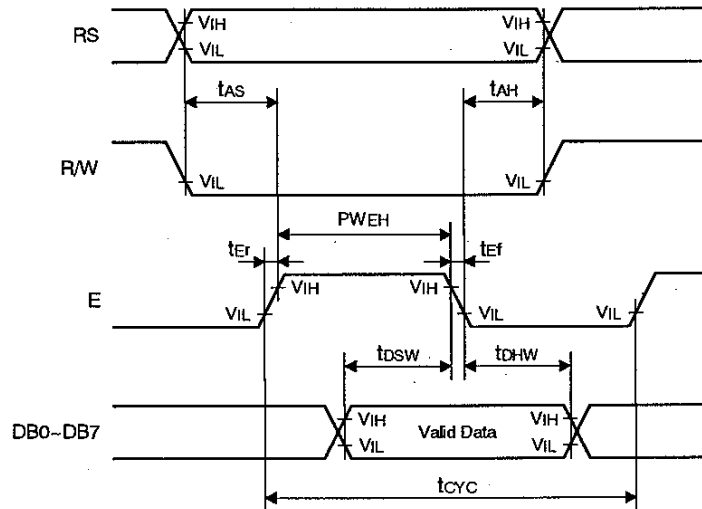 RS
VIH
VIL
VIH
VIL
tAS
tAH
R/W
VIL
VIL
PWEH
tEr
tEf
E
VIH
VIL
VIH
VIL
VIL
tDSW
tDHW
DB0~DB7
VIH
VIL
Valid Data
VIH
VIL
tCYC